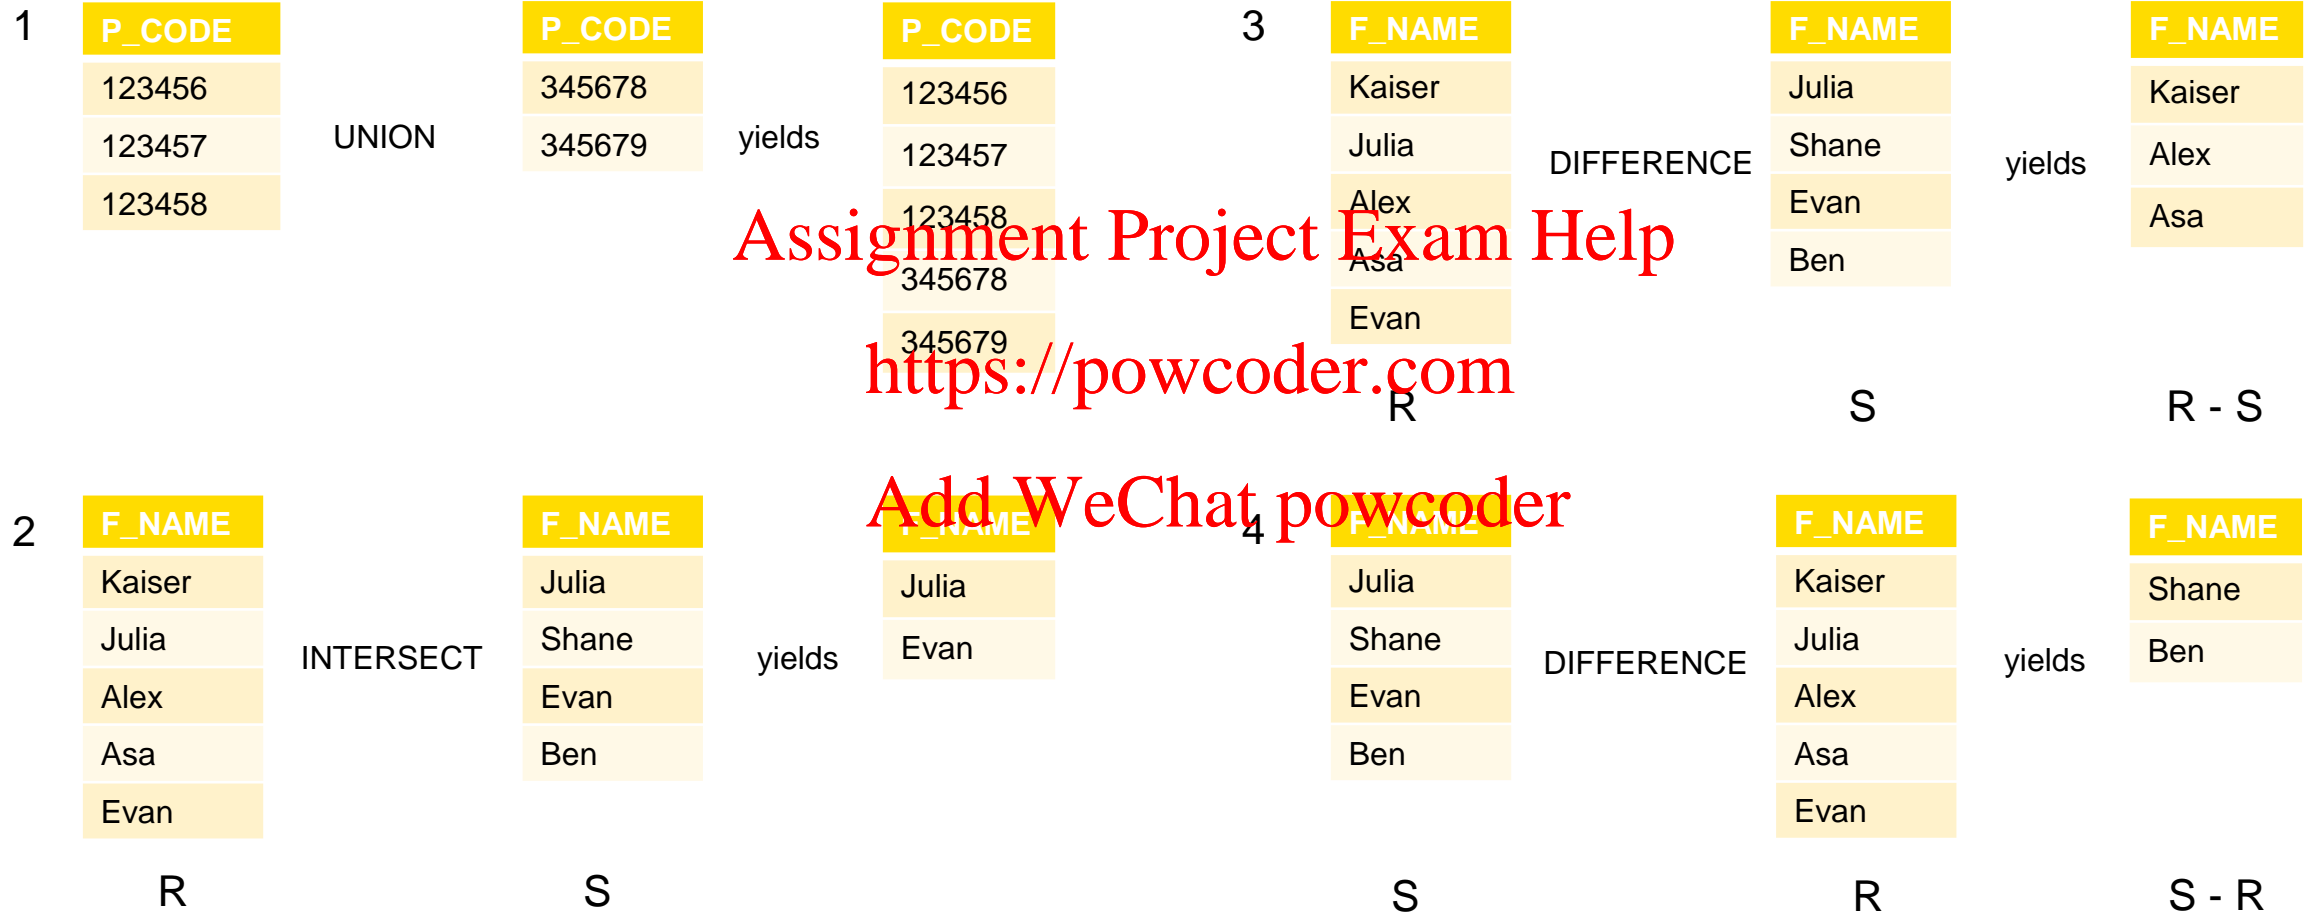 1
P_CODE
123456
123457
123458
UNION
P_CODE
345678
345679
yields
P_CODE
123456
123457
123458
345678
345679
2
F_NAME
Kaiser
Julia
Alex
Asa
Evan
R
INTERSECT
F_NAME
Julia
Shane
Evan
Ben
S
yields
F_NAME
Julia
Evan
3
F_NAME
Kaiser
Julia
Alex
Asa
Evan
R
DIFFERENCE
F_NAME
Julia
Shane
Evan
Ben
S
yields
F_NAME
Kaiser
Alex
Asa
R - S
4
F_NAME
Julia
Shane
Evan
Ben
S
DIFFERENCE
F_NAME
Kaiser
Julia
Alex
Asa
Evan
R
yields
F_NAME
Shane
Ben
S - R
Assignment Project Exam Help
https://powcoder.com
Add WeChat powcoder